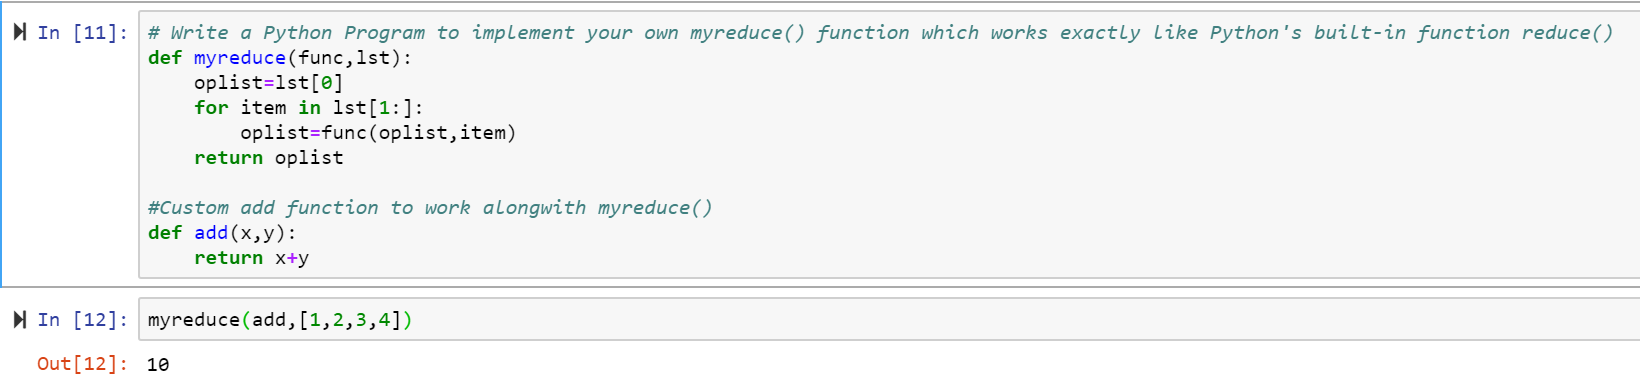 In [11]: # Write a Python Program to implement your own myreduce() function which works exactly like Python's built-in function reduce()
def myreduce(func,lst):
    oplist=lst[0]
    for item in lst[1:]:
        oplist=func(oplist,item)
    return oplist

#Custom add function to work alongwith myreduce()
def add(x,y):
    return x+y
In [12]: myreduce(add,[1,2,3,4])
Out[12]: 10